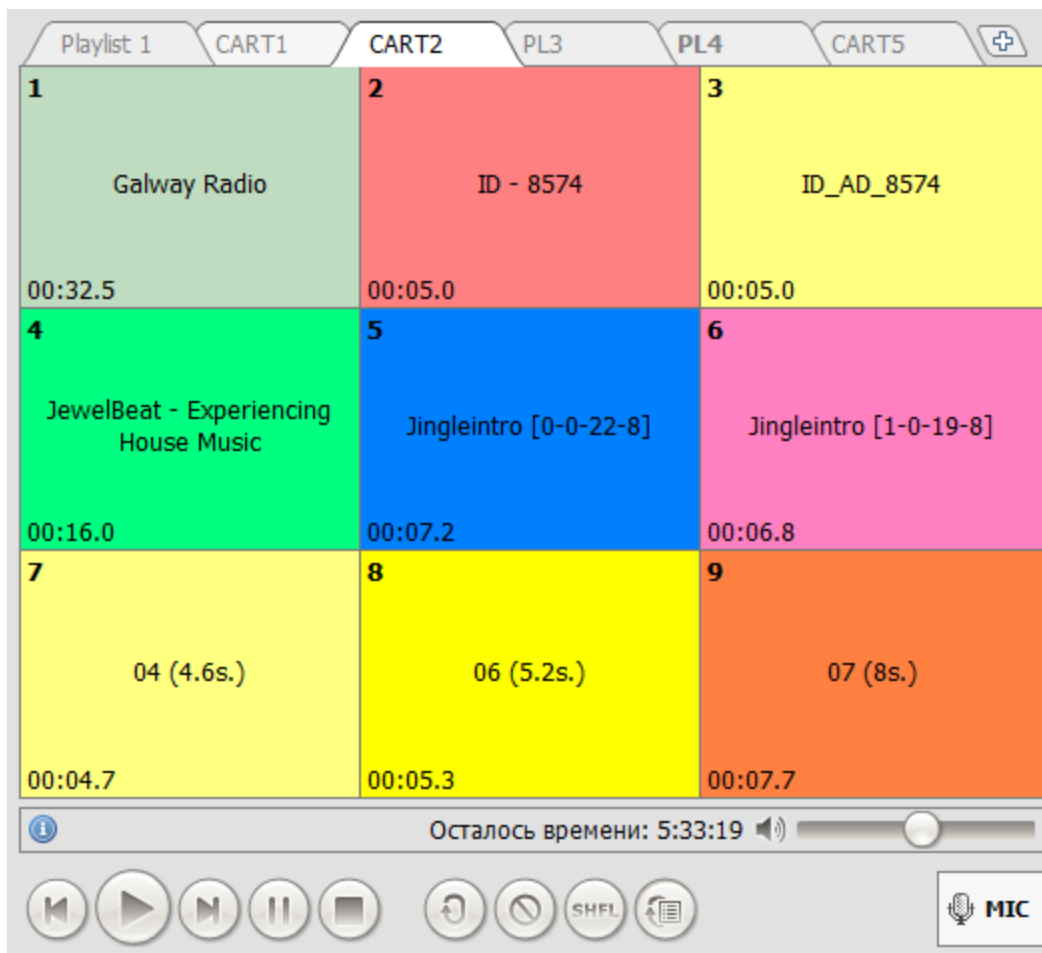 Playlist 1 CART1 CART2 PL3 PL4 CART5
1 2 3
Galway Radio ID - 8574 ID_AD_8574
00:32.5 00:05.0 00:05.0
4 5 6
JewelBeat - Experiencing
House Music
Jingleintro [0-0-22-8] Jingleintro [1-0-19-8]
00:16.0 00:07.2 00:06.8
7 8 9
04 (4.6s.) 06 (5.2s.) 07 (8s.)
00:04.7 00:05.3 00:07.7
Осталось времени: 5:33:19
SHFL MIC